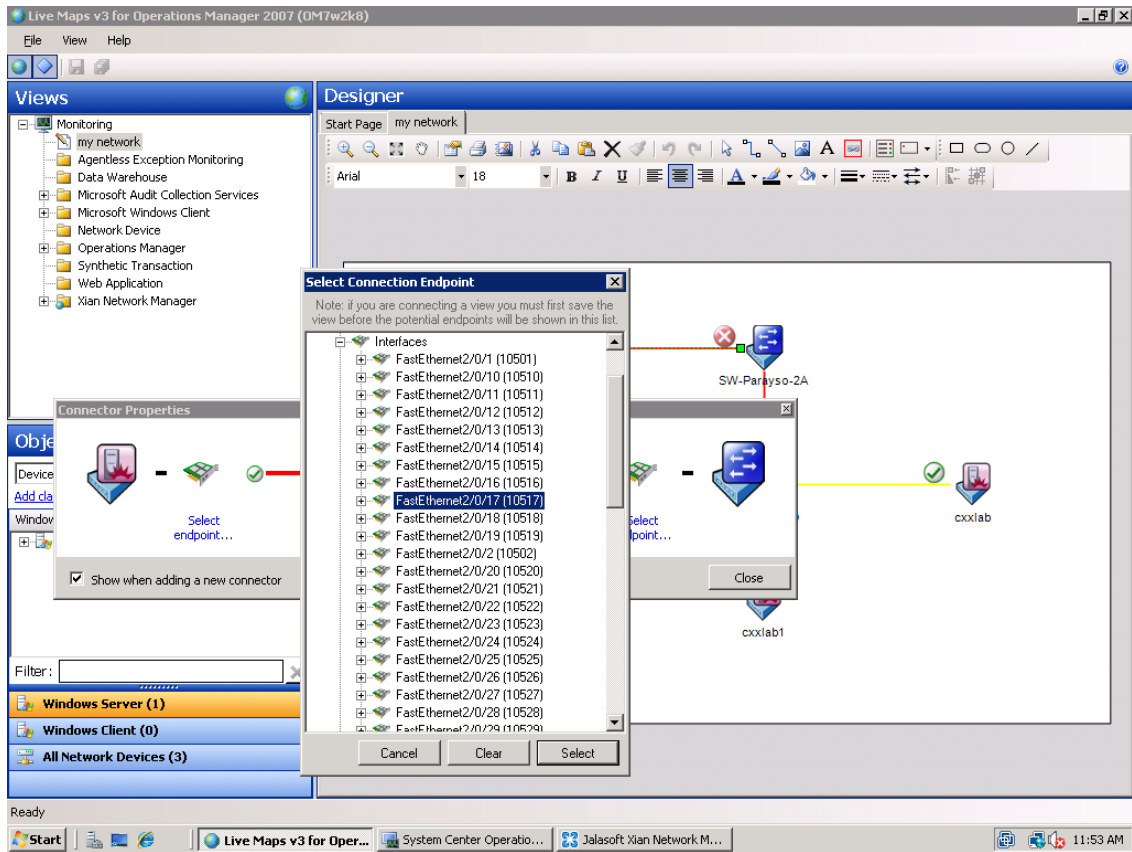 Live Maps v3 for Operations Manager 2007 (OM7w2k8)
File View Help
Views
Monitoring
my network
Agentless Exception Monitoring
Data Warehouse
Microsoft Audit Collection Services
Microsoft Windows Client
Network Device
Operations Manager
Synthetic Transaction
Web Application
Xian Network Manager
Designer
Start Page my network
Arial 18 B I U A
SW-Parayso-2A
cxxlab
cxxlab1
Connector Properties
Select
endpoint...
Show when adding a new connector
Select
Close
Select Connection Endpoint
Note: if you are connecting a view you must first save the
view before the potential endpoints will be shown in this list.
Interfaces
FastEthernet2/0/1 (10501)
FastEthernet2/0/10 (10510)
FastEthernet2/0/11 (10511)
FastEthernet2/0/12 (10512)
FastEthernet2/0/13 (10513)
FastEthernet2/0/14 (10514)
FastEthernet2/0/15 (10515)
FastEthernet2/0/16 (10516)
FastEthernet2/0/17 (10517)
FastEthernet2/0/18 (10518)
FastEthernet2/0/19 (10519)
FastEthernet2/0/2 (10502)
FastEthernet2/0/20 (10520)
FastEthernet2/0/21 (10521)
FastEthernet2/0/22 (10522)
FastEthernet2/0/23 (10523)
FastEthernet2/0/24 (10524)
FastEthernet2/0/25 (10525)
FastEthernet2/0/26 (10526)
FastEthernet2/0/27 (10527)
FastEthernet2/0/28 (10528)
FastEthernet2/0/29 (10529)
Cancel Clear Select
Obje
Device
Add cla
Window
Filter:
Windows Server (1)
Windows Client (0)
All Network Devices (3)
Ready
Start Live Maps v3 for Oper... System Center Operatio... Jalasoft Xian Network M... 11:53 AM